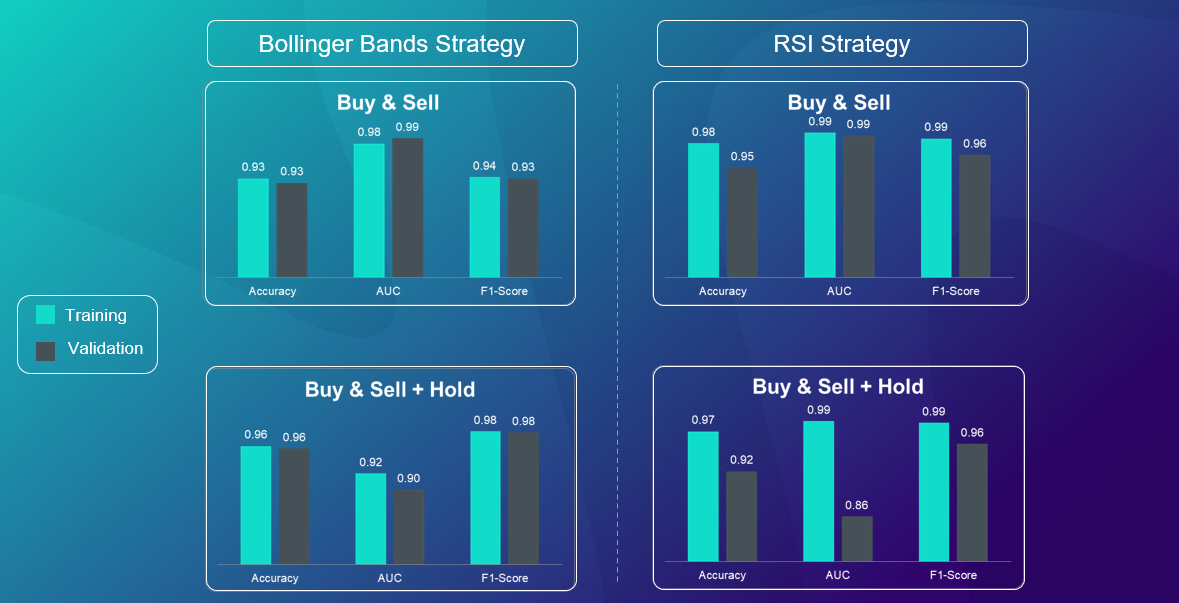 Bollinger Bands Strategy
RSI Strategy
Buy & Sell
0.93 0.93 0.98 0.99 0.94 0.93
Accuracy AUC F1-Score
Buy & Sell
0.98 0.95 0.99 0.99 0.99 0.96
Accuracy AUC F1-Score
Training
Validation
Buy & Sell + Hold
0.96 0.96 0.92 0.90 0.98 0.98
Accuracy AUC F1-Score
Buy & Sell + Hold
0.97 0.92 0.99 0.86 0.99 0.96
Accuracy AUC F1-Score